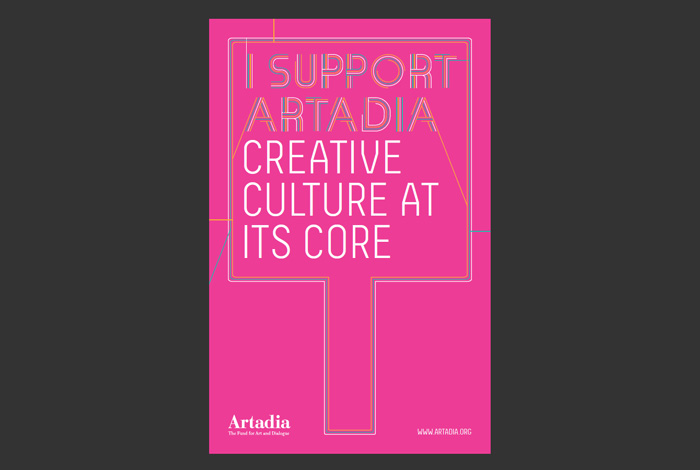 I SUPPORT
ARTADIA
CREATIVE
CULTURE AT
ITS CORE
Artadia
The Fund for Art and Dialogue
WWW.ARTADIA.ORG